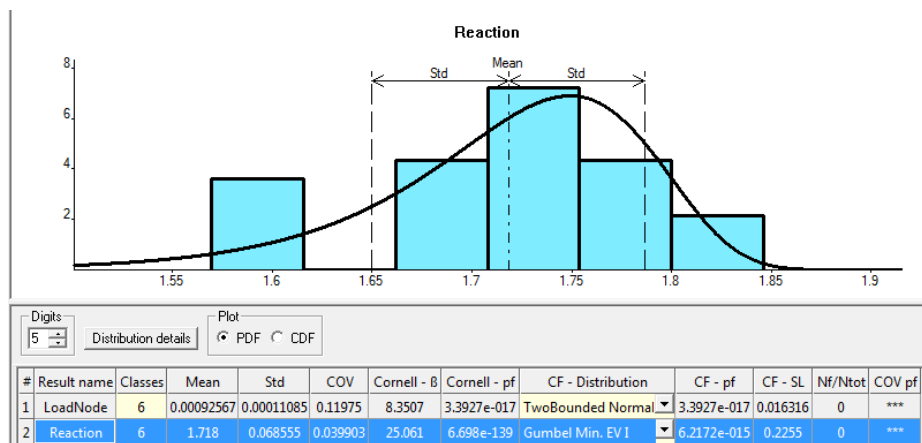 Reaction
8
6
4
2
Std
Mean
Std
1.55
1.6
1.65
1.7
1.75
1.8
1.85
1.9
Digits
5
Distribution details
Plot
PDF
CDF
# Result name Classes Mean Std COV Cornell - ß Cornell - pf CF - Distribution CF - pf CF - SL Nf/Ntot COV pf
1 LoadNode 6 0.00092567 0.00011085 0.11975 8.3507 3.3927e-017 TwoBounded Normal 3.3927e-017 0.016316 0 ***
2 Reaction 6 1.718 0.068555 0.039903 25.061 6.698e-139 Gumbel Min. EV I 6.2172e-015 0.2255 0 ***